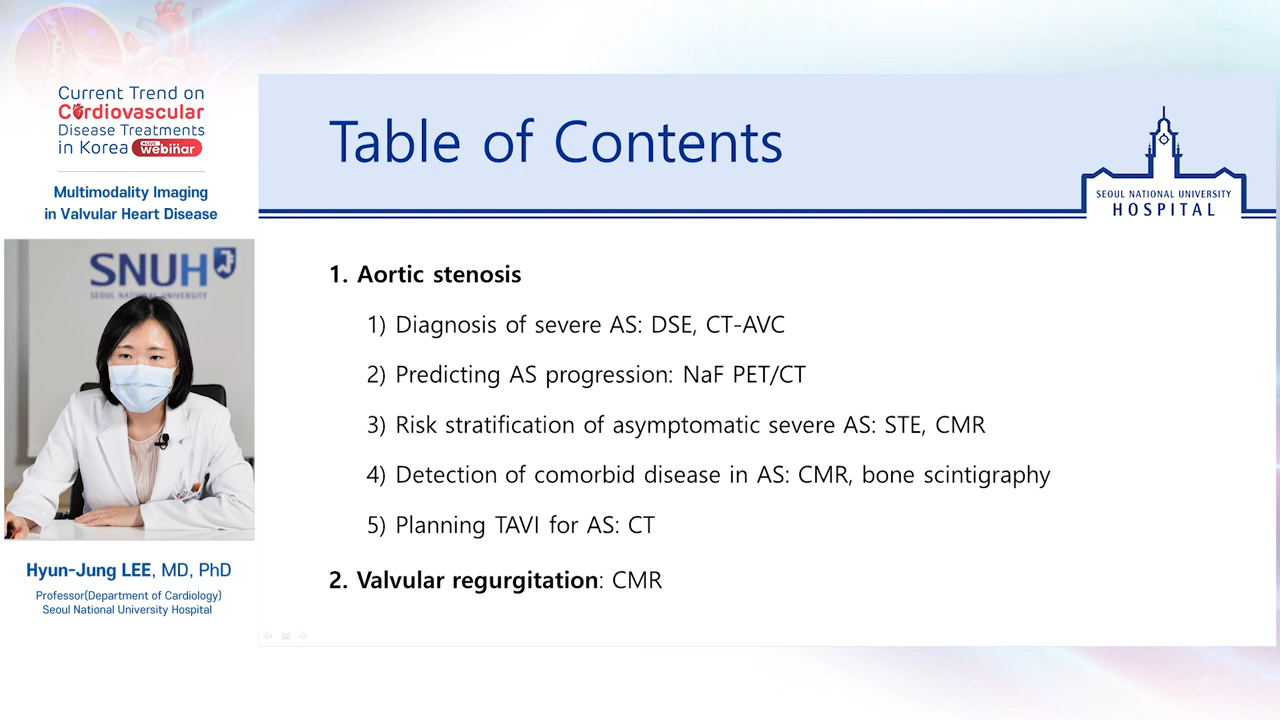 Current Trend on
Cardiovascular
Disease Treatments
in Korea LIVE webinar
Multimodality Imaging
in Valvular Heart Disease
SNUH
SEOUL NATIONAL UNIVERSITY
Hyun-Jung LEE, MD, PhD
Professor(Department of Cardiology)
Seoul National University Hospital
Table of Contents
SEOUL NATIONAL UNIVERSITY
HOSPITAL
1. Aortic stenosis
1) Diagnosis of severe AS: DSE, CT-AVC
2) Predicting AS progression: NaF PET/CT
3) Risk stratification of asymptomatic severe AS: STE, CMR
4) Detection of comorbid disease in AS: CMR, bone scintigraphy
5) Planning TAVI for AS: CT
2. Valvular regurgitation: CMR